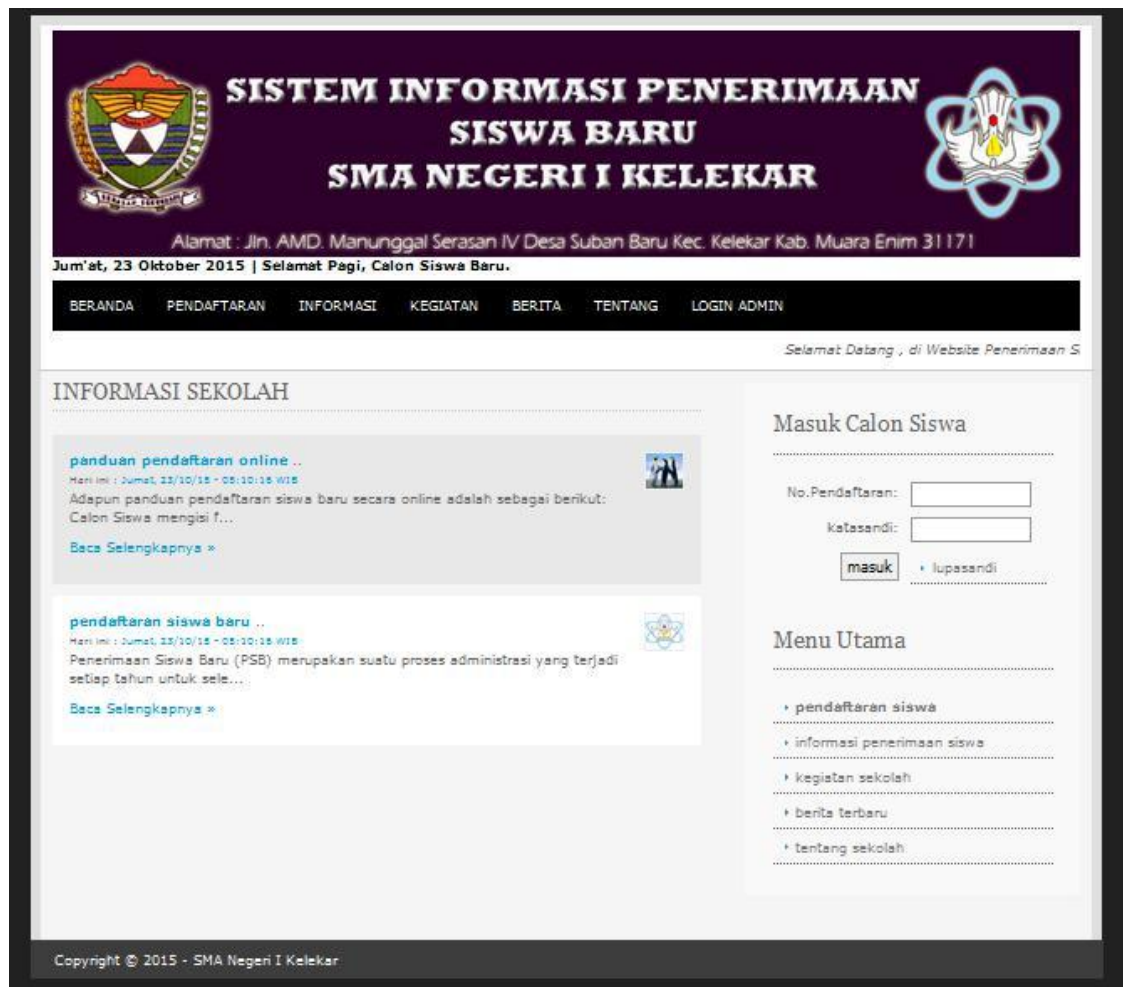 SISTEM INFORMASI PENERIMAAN
SISWA BARU
SMA NEGERI I KELEKAR
Alamat : Jln. AMD. Manunggal Serasan IV Desa Suban Baru Kec. Kelekar Kab. Muara Enim 31171
Jum'at, 23 Oktober 2015 | Selamat Pagi, Calon Siswa Baru.
BERANDA PENDAFTARAN INFORMASI KEGIATAN BERITA TENTANG LOGIN ADMIN
Selamat Datang , di Website Penerimaan S
INFORMASI SEKOLAH
panduan pendaftaran online ..
Hari ini : Jumat, 23/10/15 - 05:10:15 WIB
Adapun panduan pendaftaran siswa baru secara online adalah sebagai berikut:
Calon Siswa mengisi f...
Baca Selengkapnya »
pendaftaran siswa baru ..
Hari ini : Jumat, 23/10/15 - 05:10:15 WIB
Penerimaan Siswa Baru (PSB) merupakan suatu proses administrasi yang terjadi
setiap tahun untuk sele...
Baca Selengkapnya »
Masuk Calon Siswa
No.Pendaftaran:
katasandi:
masuk lupasandi
Menu Utama
pendaftaran siswa
informasi penerimaan siswa
kegiatan sekolah
berita terbaru
tentang sekolah
Copyright © 2015 - SMA Negeri I Kelekar